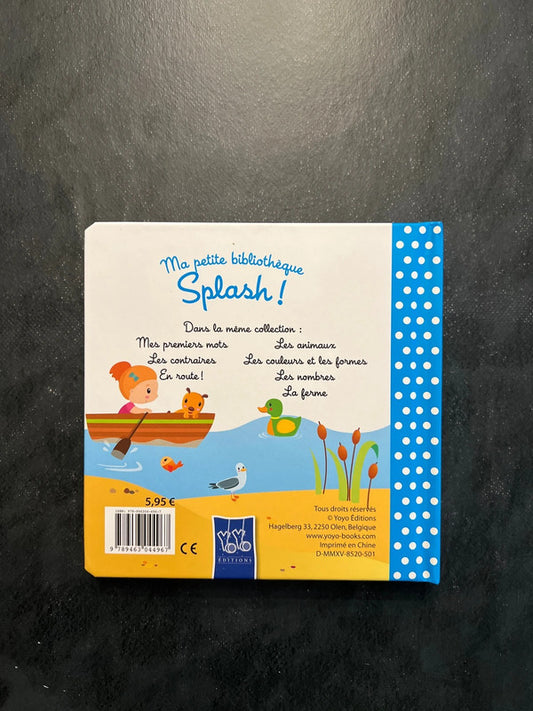 Ma petite bibliothèque
Splash !
Dans la même collection :
Mes premiers mots
Les contraires
En route !
Les animaux
Les couleurs et les formes
Les nombres
La ferme
5,95 €
9 789463 044967
CE
YOYO
ÉDITIONS
Tous droits réservés
© Yoyo Éditions
Hagelberg 33, 2250 Olen, Belgique
www.yoyo-books.com
Imprimé en Chine
D-MMXV-8520-501